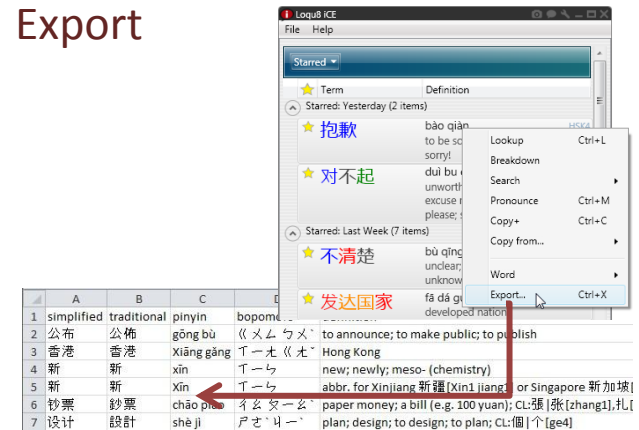 Export
Loqu8 iCE
File Help
Starred
Term Definition
Starred: Yesterday (2 items)
抱歉 bào qiàn HSK4
to be
sorry!
对不起 duì bu
unworth
excuse
please;
Starred: Last Week (7 items)
不清楚 bù qīng
unclear;
unknow
发达国家 fā dá gu
developed nation
Lookup Ctrl+L
Breakdown
Search
Pronounce Ctrl+M
Copy+ Ctrl+C
Copy from...
Word
Export... Ctrl+X
A B C
1 simplified traditional pinyin bopomo
2 公布 公佈 gōng bù ㄍㄨㄥ ㄅㄨˋ to announce; to make public; to publish
3 香港 香港 Xiāng gǎng ㄒㄧㄤ ㄍㄤˇ Hong Kong
4 新 新 xīn ㄒㄧㄣ new; newly; meso- (chemistry)
5 新 新 Xīn ㄒㄧㄣ abbr. for Xinjiang 新疆[Xin1 jiang1] or Singapore 新加坡[
6 钞票 鈔票 chāo piào ㄔㄠ ㄆㄧㄠˋ paper money; a bill (e.g. 100 yuan); CL:張|张[zhang1],扎[
7 设计 設計 shè jì ㄕㄜˋ ㄐㄧˋ plan; design; to design; to plan; CL:個|个[ge4]